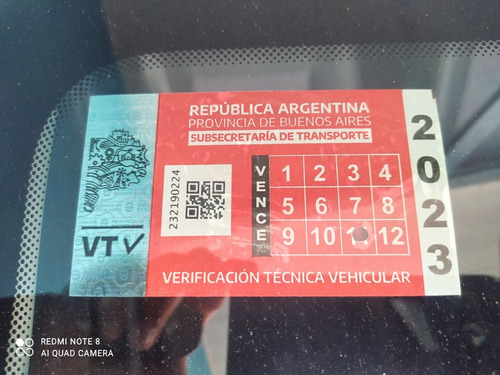 REPÚBLICA ARGENTINA
PROVINCIA DE BUENOS AIRES
SUBSECRETARÍA DE TRANSPORTE
2023
232190224
VENCE
1 2 3 4
5 6 7 8
9 10 11 12
VTV
VERIFICACIÓN TÉCNICA VEHICULAR
REDMI NOTE 8
AI QUAD CAMERA